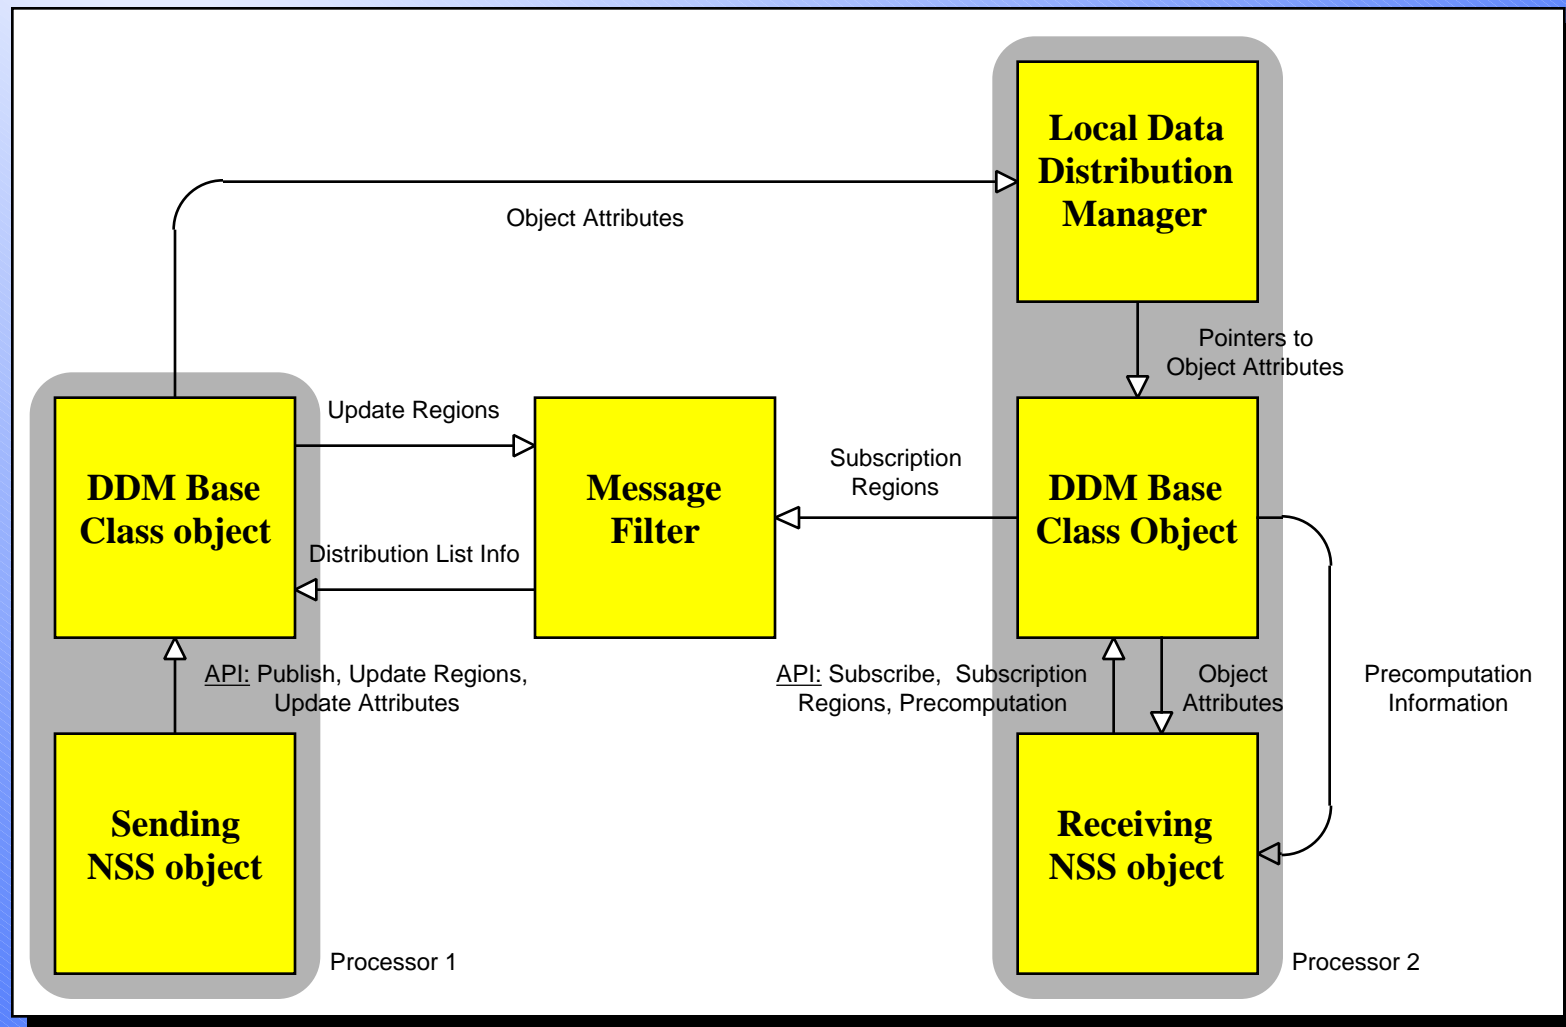 Local Data
Distribution
Manager
Object Attributes
Pointers to
Object Attributes
Update Regions
DDM Base
Class object
Message
Filter
Subscription
Regions
DDM Base
Class Object
Distribution List Info
API: Publish, Update Regions,
Update Attributes
API: Subscribe, Subscription
Regions, Precomputation
Object
Attributes
Precomputation
Information
Sending
NSS object
Receiving
NSS object
Processor 1
Processor 2